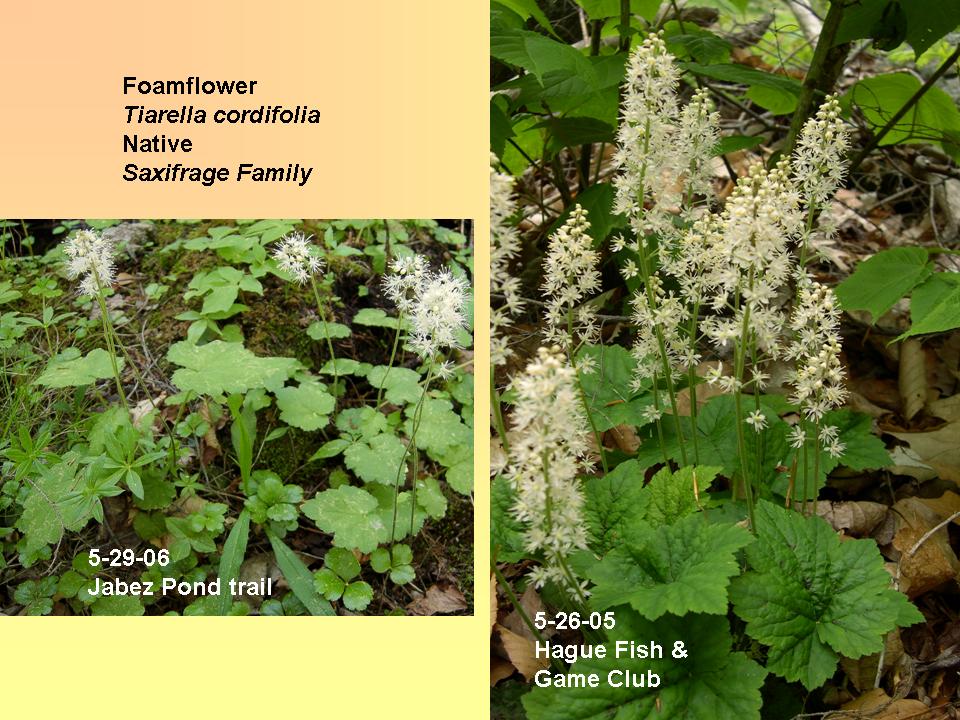 Foamflower
Tiarella cordifolia
Native
Saxifrage Family
5-29-06
Jabez Pond trail
5-26-05
Hague Fish &
Game Club